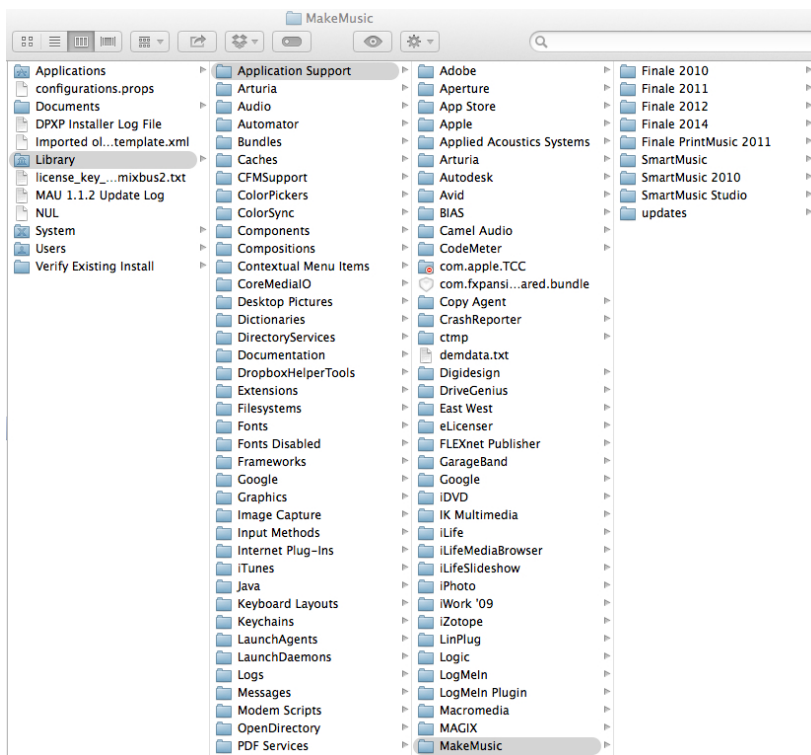 MakeMusic
Applications
configurations.props
Documents
DPXP Installer Log File
Imported ol...template.xml
Library
license_key_...mixbus2.txt
MAU 1.1.2 Update Log
NUL
System
Users
Verify Existing Install
Application Support
Arturia
Audio
Automator
Bundles
Caches
CFMSupport
ColorPickers
ColorSync
Components
Compositions
Contextual Menu Items
CoreMediaIO
Desktop Pictures
Dictionaries
DirectoryServices
Documentation
DropboxHelperTools
Extensions
Filesystems
Fonts
Fonts Disabled
Frameworks
Google
Graphics
Image Capture
Input Methods
Internet Plug-Ins
iTunes
Java
Keyboard Layouts
Keychains
LaunchAgents
LaunchDaemons
Logs
Messages
Modem Scripts
OpenDirectory
PDF Services
Adobe
Aperture
App Store
Apple
Applied Acoustics Systems
Arturia
Autodesk
Avid
BIAS
Camel Audio
CodeMeter
com.apple.TCC
com.fxpansi...ared.bundle
Copy Agent
CrashReporter
ctmp
demdata.txt
Digidesign
DriveGenius
East West
eLicenser
FLEXnet Publisher
GarageBand
Google
iDVD
IK Multimedia
iLife
iLifeMediaBrowser
iLifeSlideshow
iPhoto
iWork '09
iZotope
LinPlug
Logic
LogMeIn
LogMeIn Plugin
Macromedia
MAGIX
MakeMusic
Finale 2010
Finale 2011
Finale 2012
Finale 2014
Finale PrintMusic 2011
SmartMusic
SmartMusic 2010
SmartMusic Studio
updates